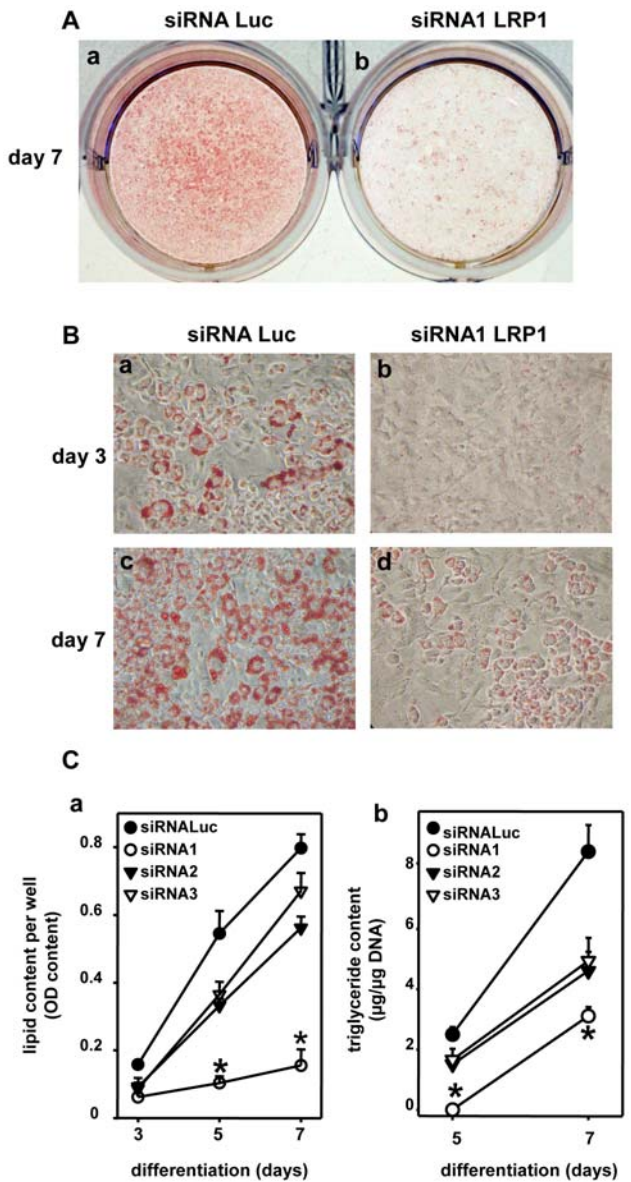 A
siRNA Luc
siRNA1 LRP1
a
b
day 7
B
siRNA Luc
siRNA1 LRP1
a
b
day 3
c
d
day 7
C
a
lipid content per well
(OD content)
0.8
0.6
0.4
0.2
0
siRNALuc
siRNA1
siRNA2
siRNA3
*
*
3
5
7
differentiation (days)
b
triglyceride content
(µg/µg DNA)
8
6
4
2
0
siRNALuc
siRNA1
siRNA2
siRNA3
*
*
5
7
differentiation (days)